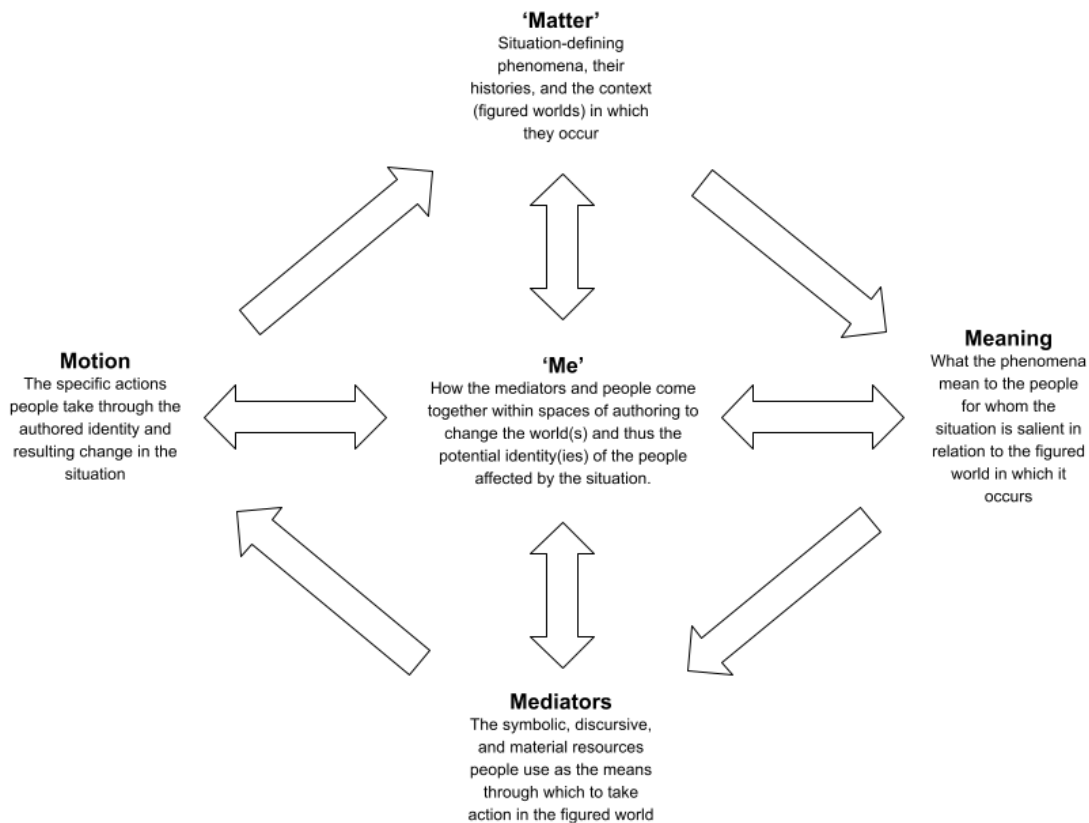 ‘Matter’
Situation-defining
phenomena, their
histories, and the context
(figured worlds) in which
they occur
Motion
The specific actions
people take through the
authored identity and
resulting change in the
situation
‘Me’
How the mediators and people come
together within spaces of authoring to
change the world(s) and thus the
potential identity(ies) of the people
affected by the situation.
Meaning
What the phenomena
mean to the people
for whom the
situation is salient in
relation to the figured
world in which it
occurs
Mediators
The symbolic, discursive,
and material resources
people use as the means
through which to take
action in the figured world